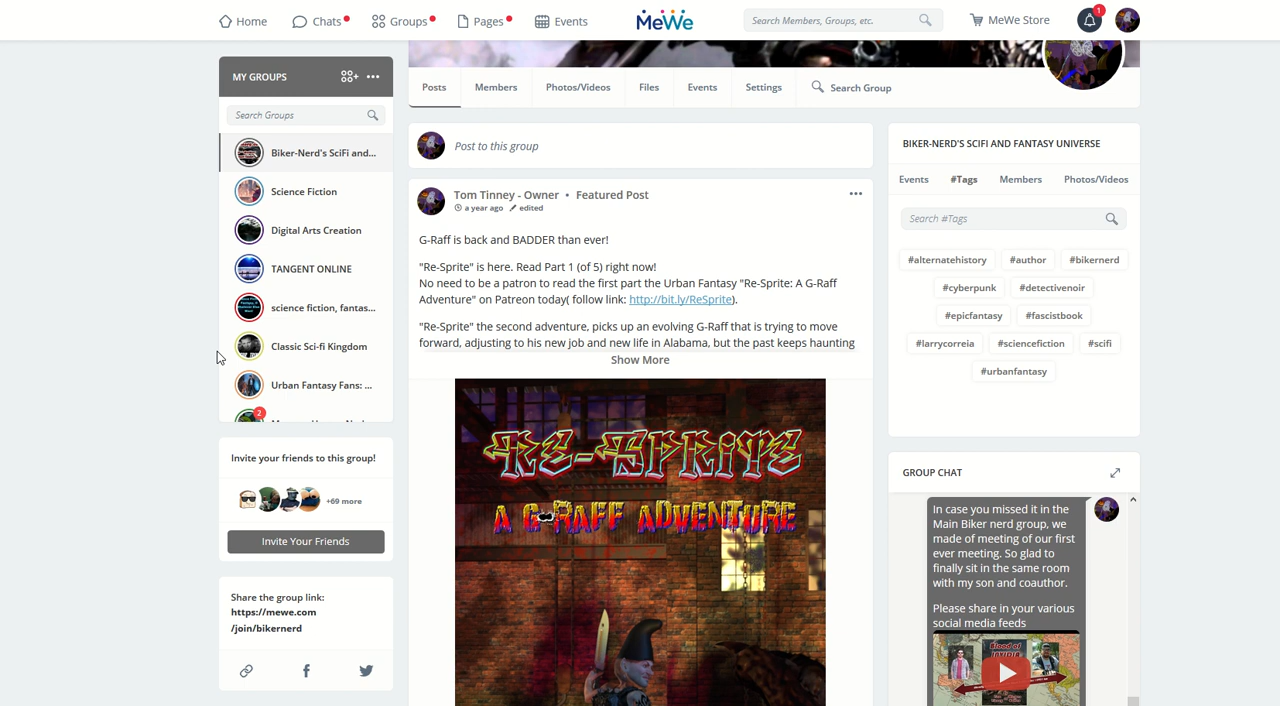 Home
Chats
Groups
Pages
Events
MeWe
Search Members, Groups, etc.
MeWe Store
1
MY GROUPS
Search Groups
Biker-Nerd's SciFi and...
Science Fiction
Digital Arts Creation
TANGENT ONLINE
science fiction, fantas...
Classic Sci-fi Kingdom
Urban Fantasy Fans: ...
2
Invite your friends to this group!
+69 more
Invite Your Friends
Share the group link:
https://mewe.com
/join/bikernerd
Posts
Members
Photos/Videos
Files
Events
Settings
Search Group
Post to this group
Tom Tinney - Owner • Featured Post
a year ago edited
G-Raff is back and BADDER than ever!
"Re-Sprite" is here. Read Part 1 (of 5) right now!
No need to be a patron to read the first part the Urban Fantasy "Re-Sprite: A G-Raff
Adventure" on Patreon today( follow link: http://bit.ly/ReSprite).
"Re-Sprite" the second adventure, picks up an evolving G-Raff that is trying to move
forward, adjusting to his new job and new life in Alabama, but the past keeps haunting
Show More
RE-SPRITE
A G-RAFF ADVENTURE
BIKER-NERD'S SCIFI AND FANTASY UNIVERSE
Events
#Tags
Members
Photos/Videos
Search #Tags
#alternatehistory
#author
#bikernerd
#cyberpunk
#detectivenoir
#epicfantasy
#fascistbook
#larrycorreia
#sciencefiction
#scifi
#urbanfantasy
GROUP CHAT
In case you missed it in the
Main Biker nerd group, we
made of meeting of our first
ever meeting. So glad to
finally sit in the same room
with my son and coauthor.
Please share in your various
social media feeds